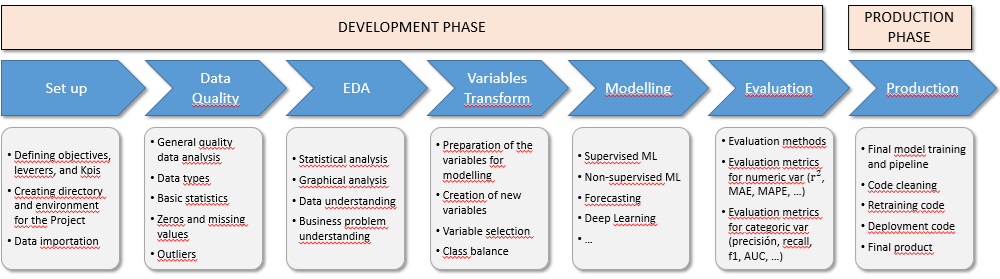 DEVELOPMENT PHASE
PRODUCTION
PHASE
Set up
Data
Quality
EDA
Variables
Transform
Modelling
Evaluation
Production
• Defining objectives,
leverers, and Kpis
• Creating directory
and environment
for the Project
• Data importation
• General quality
data analysis
• Data types
• Basic statistics
• Zeros and missing
values
• Outliers
• Statistical analysis
• Graphical analysis
• Data understanding
• Business problem
understanding
• Preparation of the
variables for
modelling
• Creation of new
variables
• Variable selection
• Class balance
• Supervised ML
• Non-supervised ML
• Forecasting
• Deep Learning
• ...
• Evaluation methods
• Evaluation metrics
for numeric var (r²,
MAE, MAPE, ...)
• Evaluation metrics
for categoric var
(precisión, recall,
f1, AUC, ...)
• Final model training
and pipeline
• Code cleaning
• Retraining code
• Deployment code
• Final product